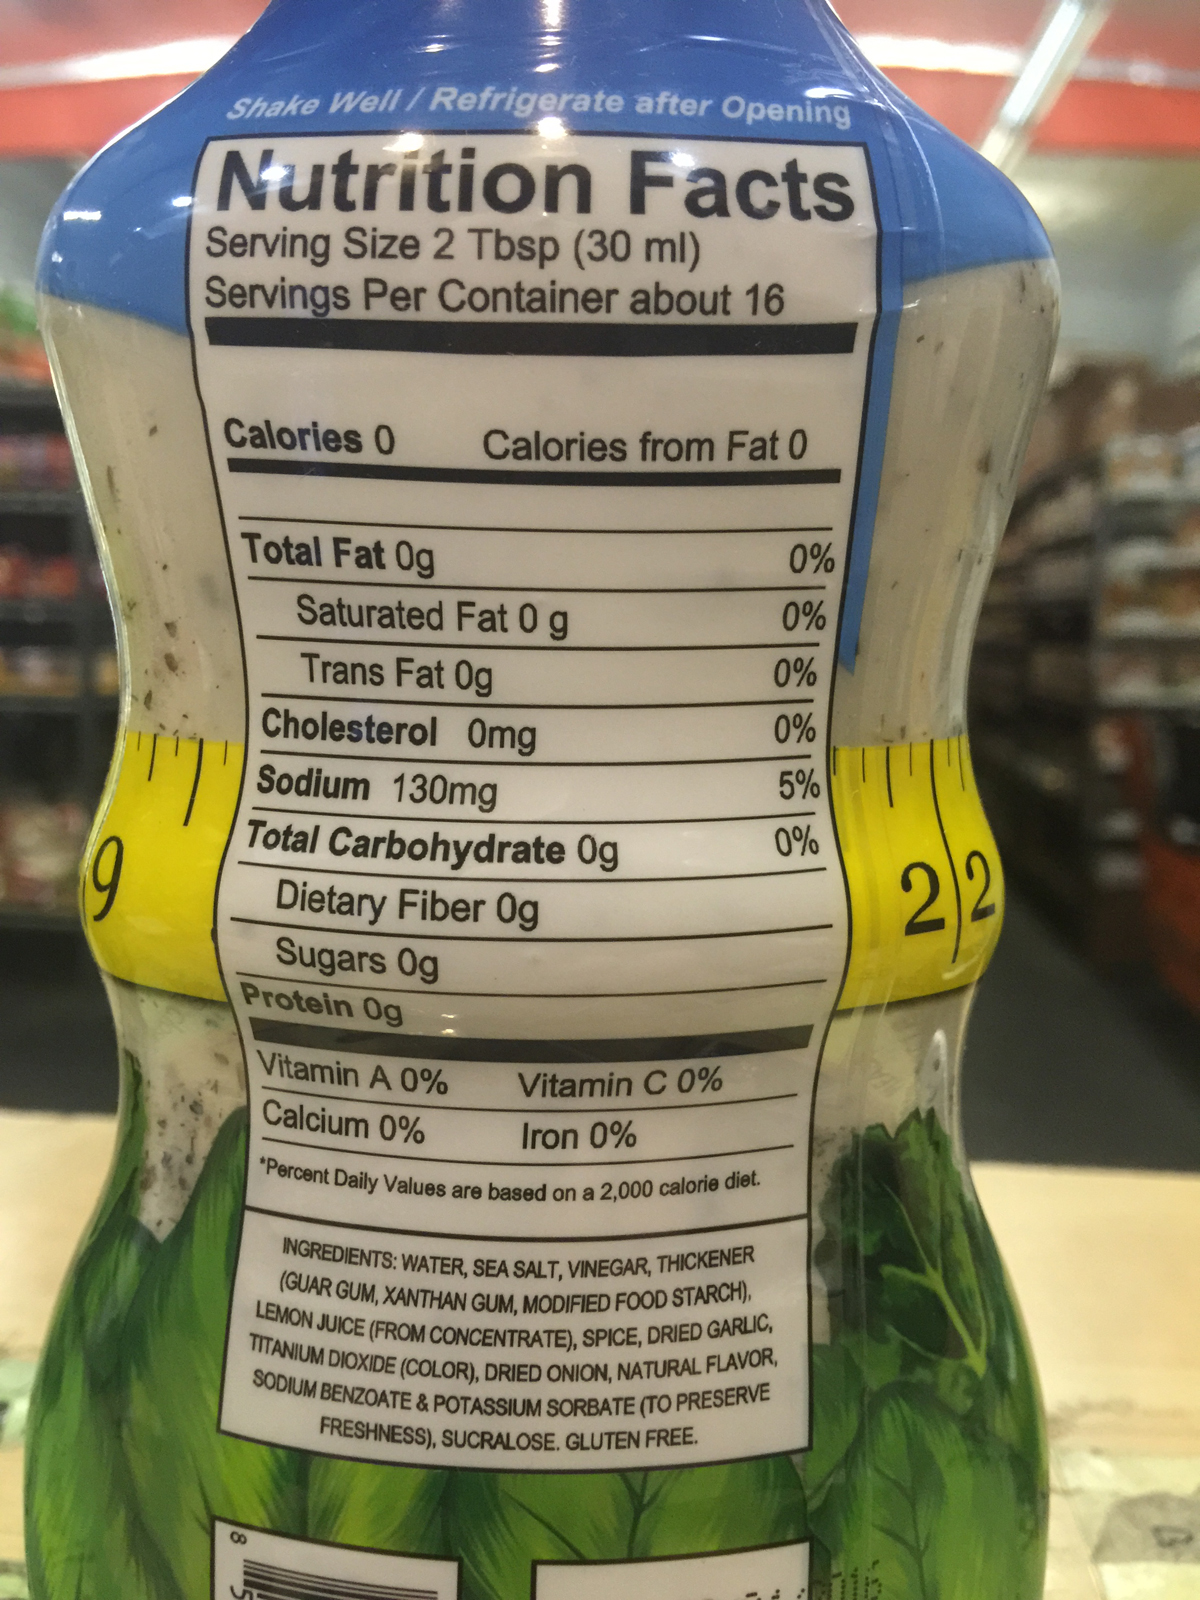 Shake Well / Refrigerate after Opening
Nutrition Facts
Serving Size 2 Tbsp (30 ml)
Servings Per Container about 16
Calories 0 Calories from Fat 0
Total Fat 0g 0%
Saturated Fat 0 g 0%
Trans Fat 0g 0%
Cholesterol 0mg 0%
Sodium 130mg 5%
Total Carbohydrate 0g 0%
Dietary Fiber 0g
Sugars 0g
Protein 0g
9 2 2
Vitamin A 0% Vitamin C 0%
Calcium 0% Iron 0%
*Percent Daily Values are based on a 2,000 calorie diet.
INGREDIENTS: WATER, SEA SALT, VINEGAR, THICKENER
(GUAR GUM, XANTHAN GUM, MODIFIED FOOD STARCH),
LEMON JUICE (FROM CONCENTRATE), SPICE, DRIED GARLIC,
TITANIUM DIOXIDE (COLOR), DRIED ONION, NATURAL FLAVOR,
SODIUM BENZOATE & POTASSIUM SORBATE (TO PRESERVE
FRESHNESS), SUCRALOSE. GLUTEN FREE.
8
5